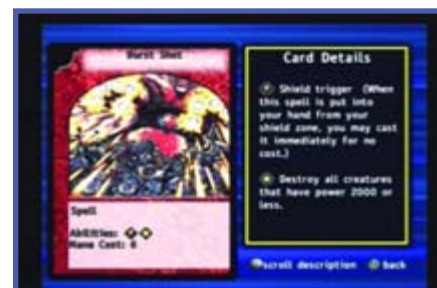 Burst Shot
Spell
Abilities:
Mana Cost: 6
Card Details
Shield trigger (When
this spell is put into
your hand from your
shield zone, you may cast
it immediately for no
cost.)
Destroy all creatures
that have power 2000 or
less.
scroll description back